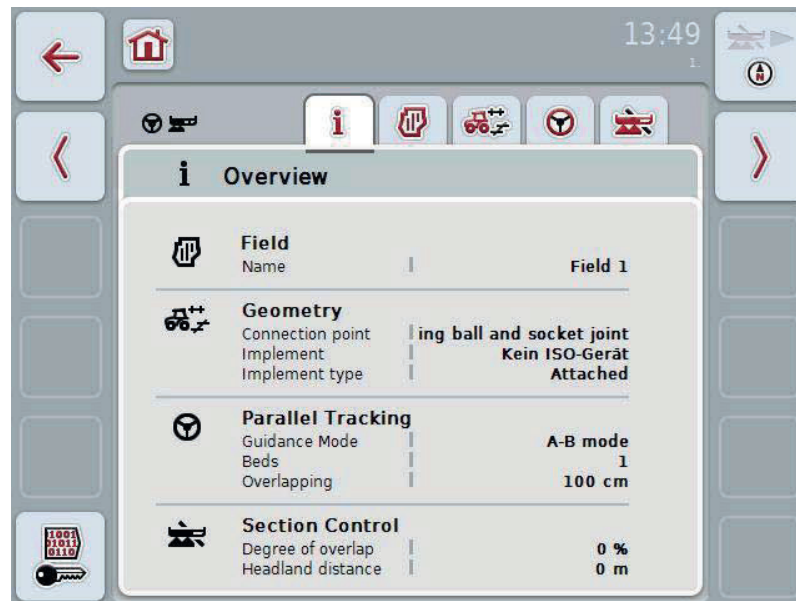 13:49
1.
N
i
i Overview
Field
Name Field 1
Geometry
Connection point ing ball and socket joint
Implement Kein ISO-Gerät
Implement type Attached
Parallel Tracking
Guidance Mode A-B mode
Beds 1
Overlapping 100 cm
Section Control
Degree of overlap 0 %
Headland distance 0 m
1001
01011
0110